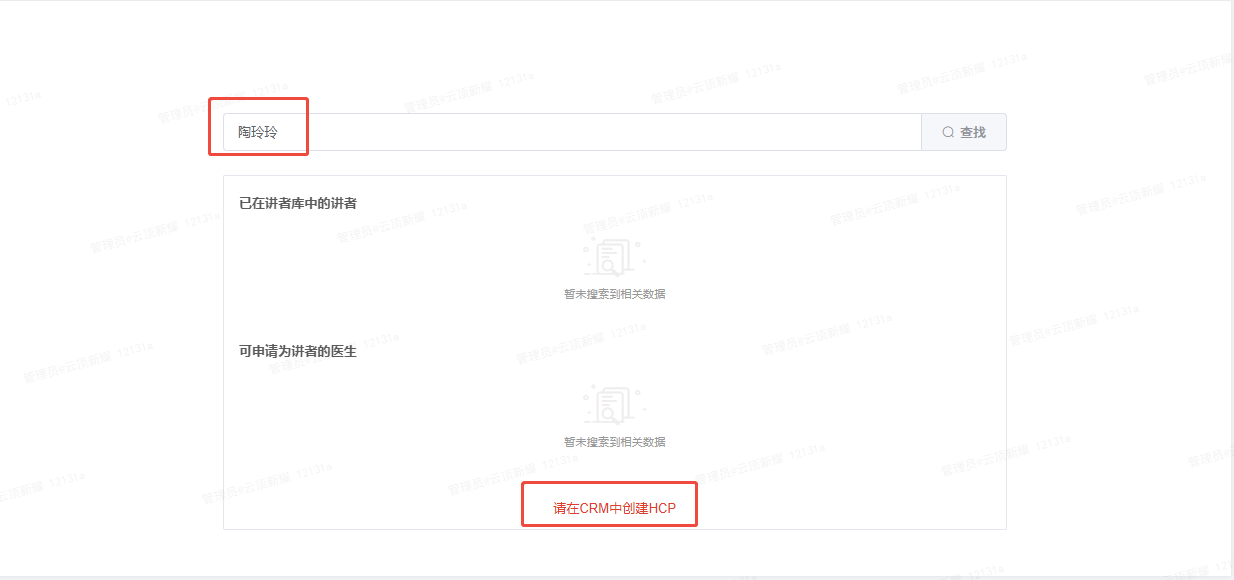 陶玲玲
查找
已在讲者库中的讲者
暂未搜索到相关数据
可申请为讲者的医生
暂未搜索到相关数据
请在CRM中创建HCP